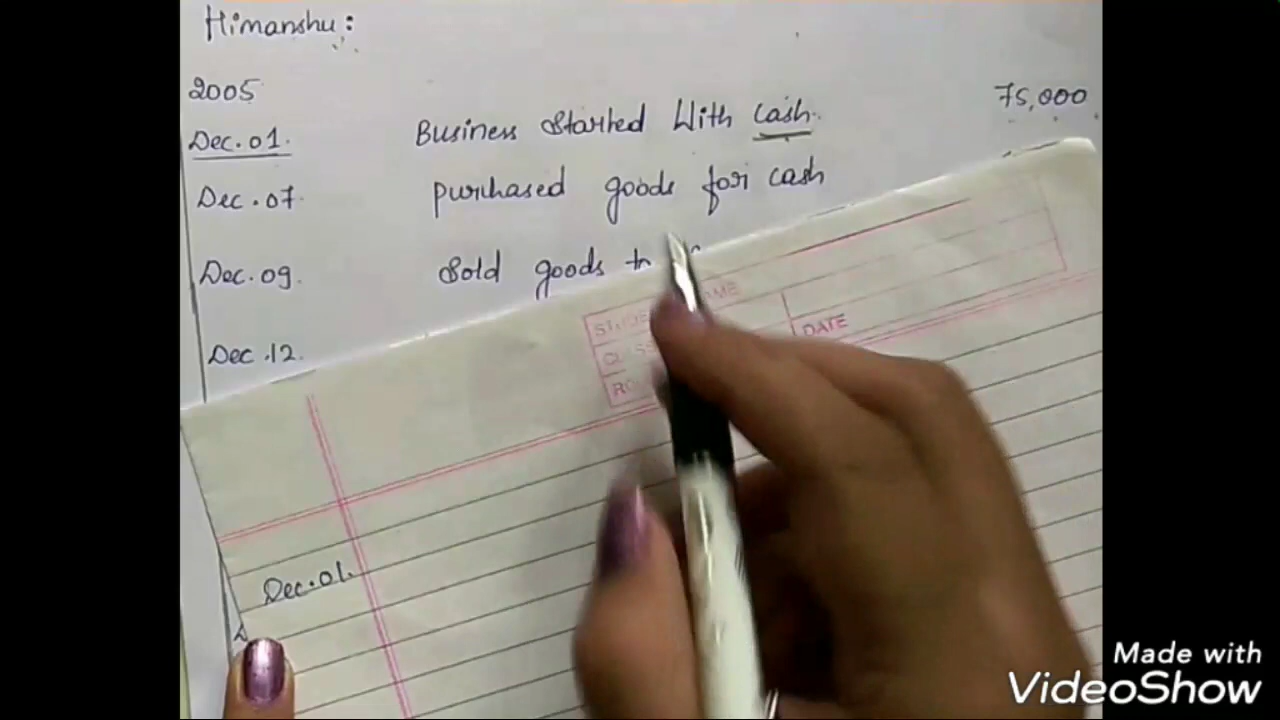 Himanshu:
2005
Dec. 01. Business Started With Cash. 75,000
Dec. 07. Purchased goods for cash
Dec. 09. Sold goods to
Dec. 12.
DATE
Dec. 01.
Made with
VideoShow